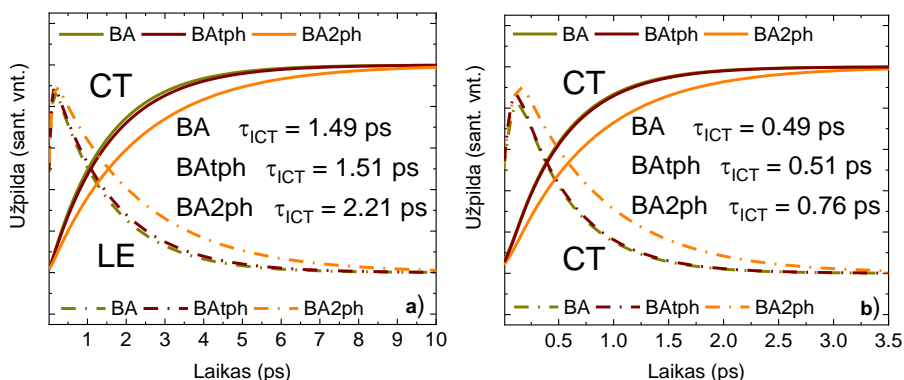 BA BAtph BA2ph
CT
BA τICT = 1.49 ps
BAtph τICT = 1.51 ps
BA2ph τICT = 2.21 ps
LE
BA BAtph BA2ph a)
1 2 3 4 5 6 7 8 9 10
Laikas (ps)
Užpilda (sant. vnt.)
BA BAtph BA2ph
CT
BA τICT = 0.49 ps
BAtph τICT = 0.51 ps
BA2ph τICT = 0.76 ps
CT
BA BAtph BA2ph b)
0.5 1.0 1.5 2.0 2.5 3.0 3.5
Laikas (ps)
Užpilda (sant. vnt.)